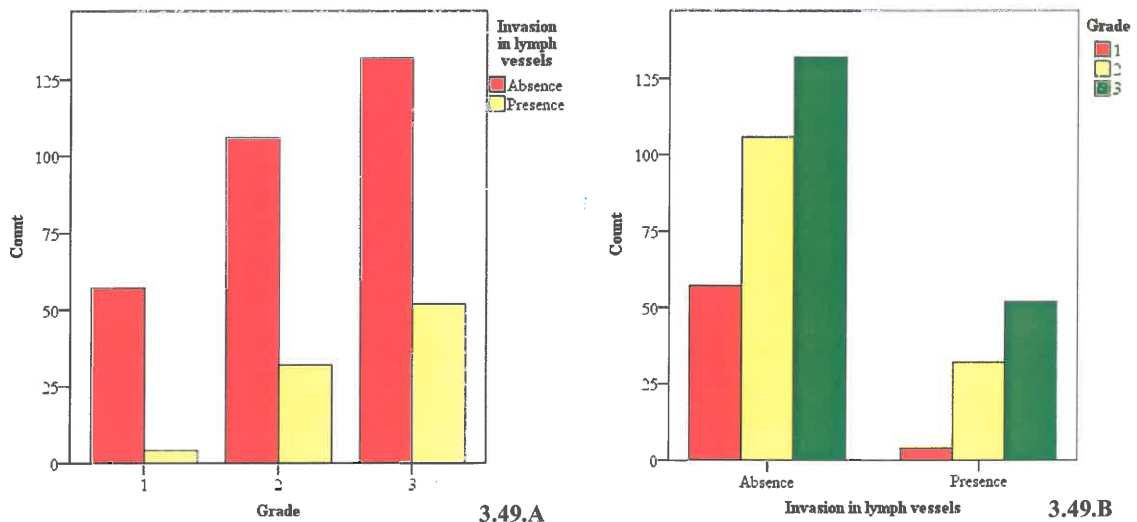 Invasion
in lymph
vessels
Absence
Presence
125
100
75
50
25
0
Count
1
2
3
Grade
3.49.A
Grade
1
2
3
125
100
75
50
25
0
Count
Absence
Presence
Invasion in lymph vessels
3.49.B